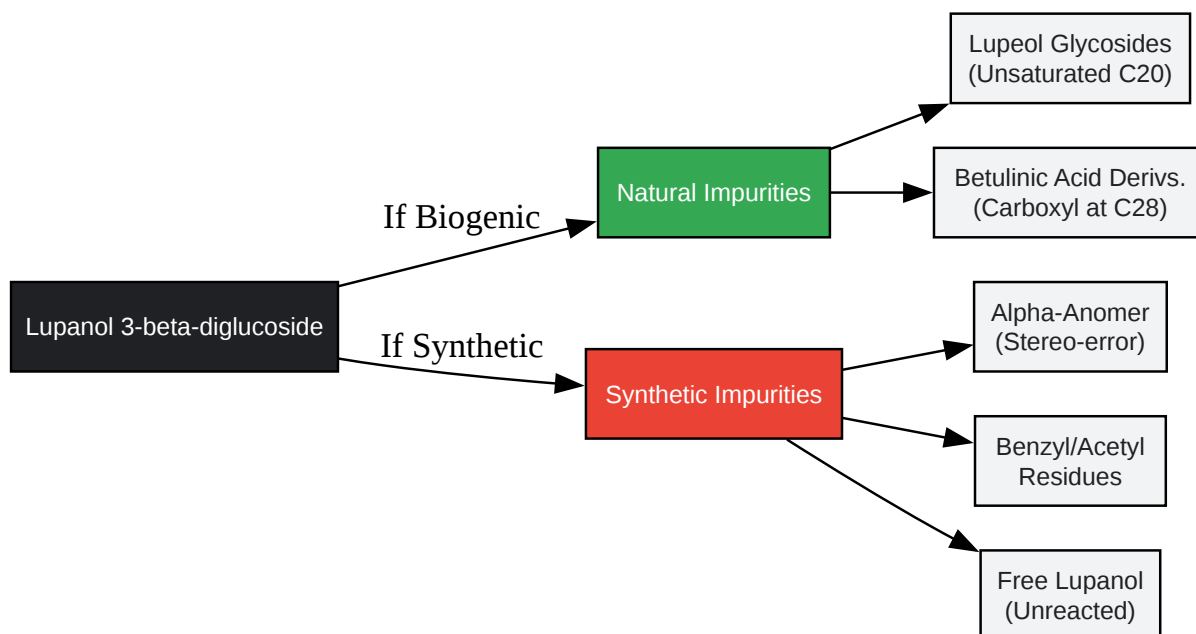 Lupeol Glycosides
(Unsaturated C20)
Natural Impurities
Betulinic Acid Derivs.
(Carboxyl at C28)
If Biogenic
Lupanol 3-beta-diglucoside
If Synthetic
Alpha-Anomer
(Stereo-error)
Synthetic Impurities
Benzyl/Acetyl
Residues
Free Lupanol
(Unreacted)